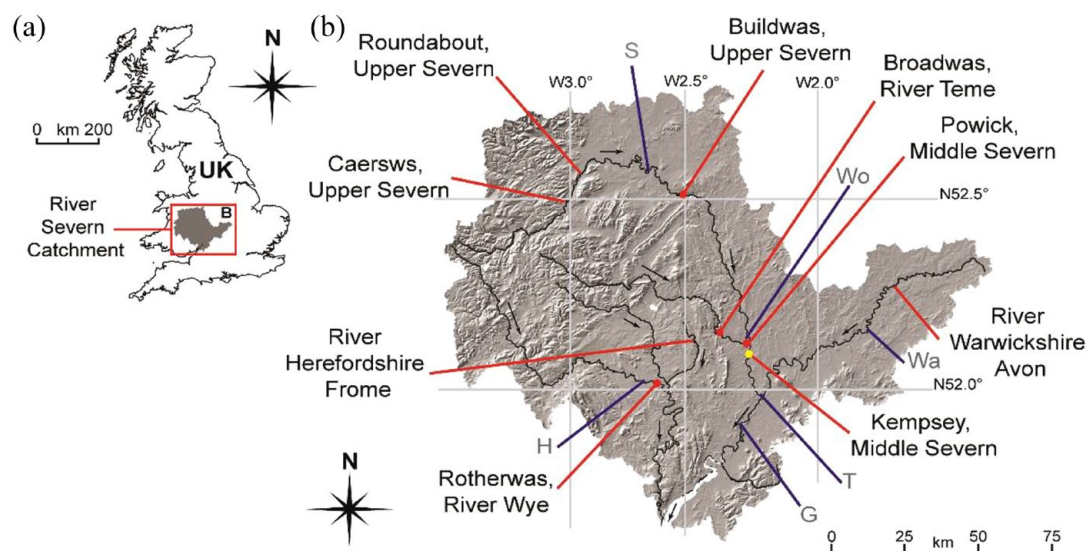 (a)
N
0 km 200
UK
River
Severn
Catchment
B
(b)
Roundabout,
Upper Severn
S
Buildwas,
Upper Severn
Broadwas,
River Teme
W3.0°
W2.5°
W2.0°
Powick,
Middle Severn
Caersws,
Upper Severn
Wo
N52.5°
River
Herefordshire
Frome
River
Warwickshire
Avon
Wa
N52.0°
H
Kempsey,
Middle Severn
Rotherwas,
River Wye
T
G
N
0 25 50 75
km